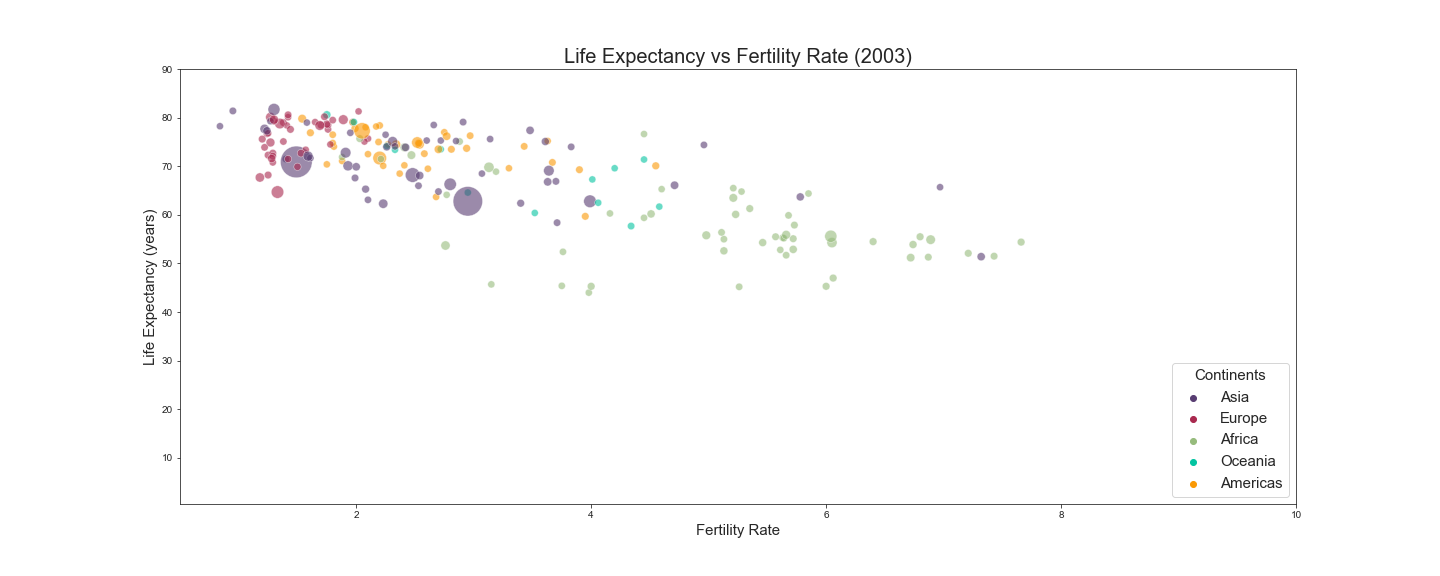 Life Expectancy vs Fertility Rate (2003)
90
80
70
60
50
40
30
20
10
Life Expectancy (years)
2
4
6
8
10
Fertility Rate
Continents
Asia
Europe
Africa
Oceania
Americas